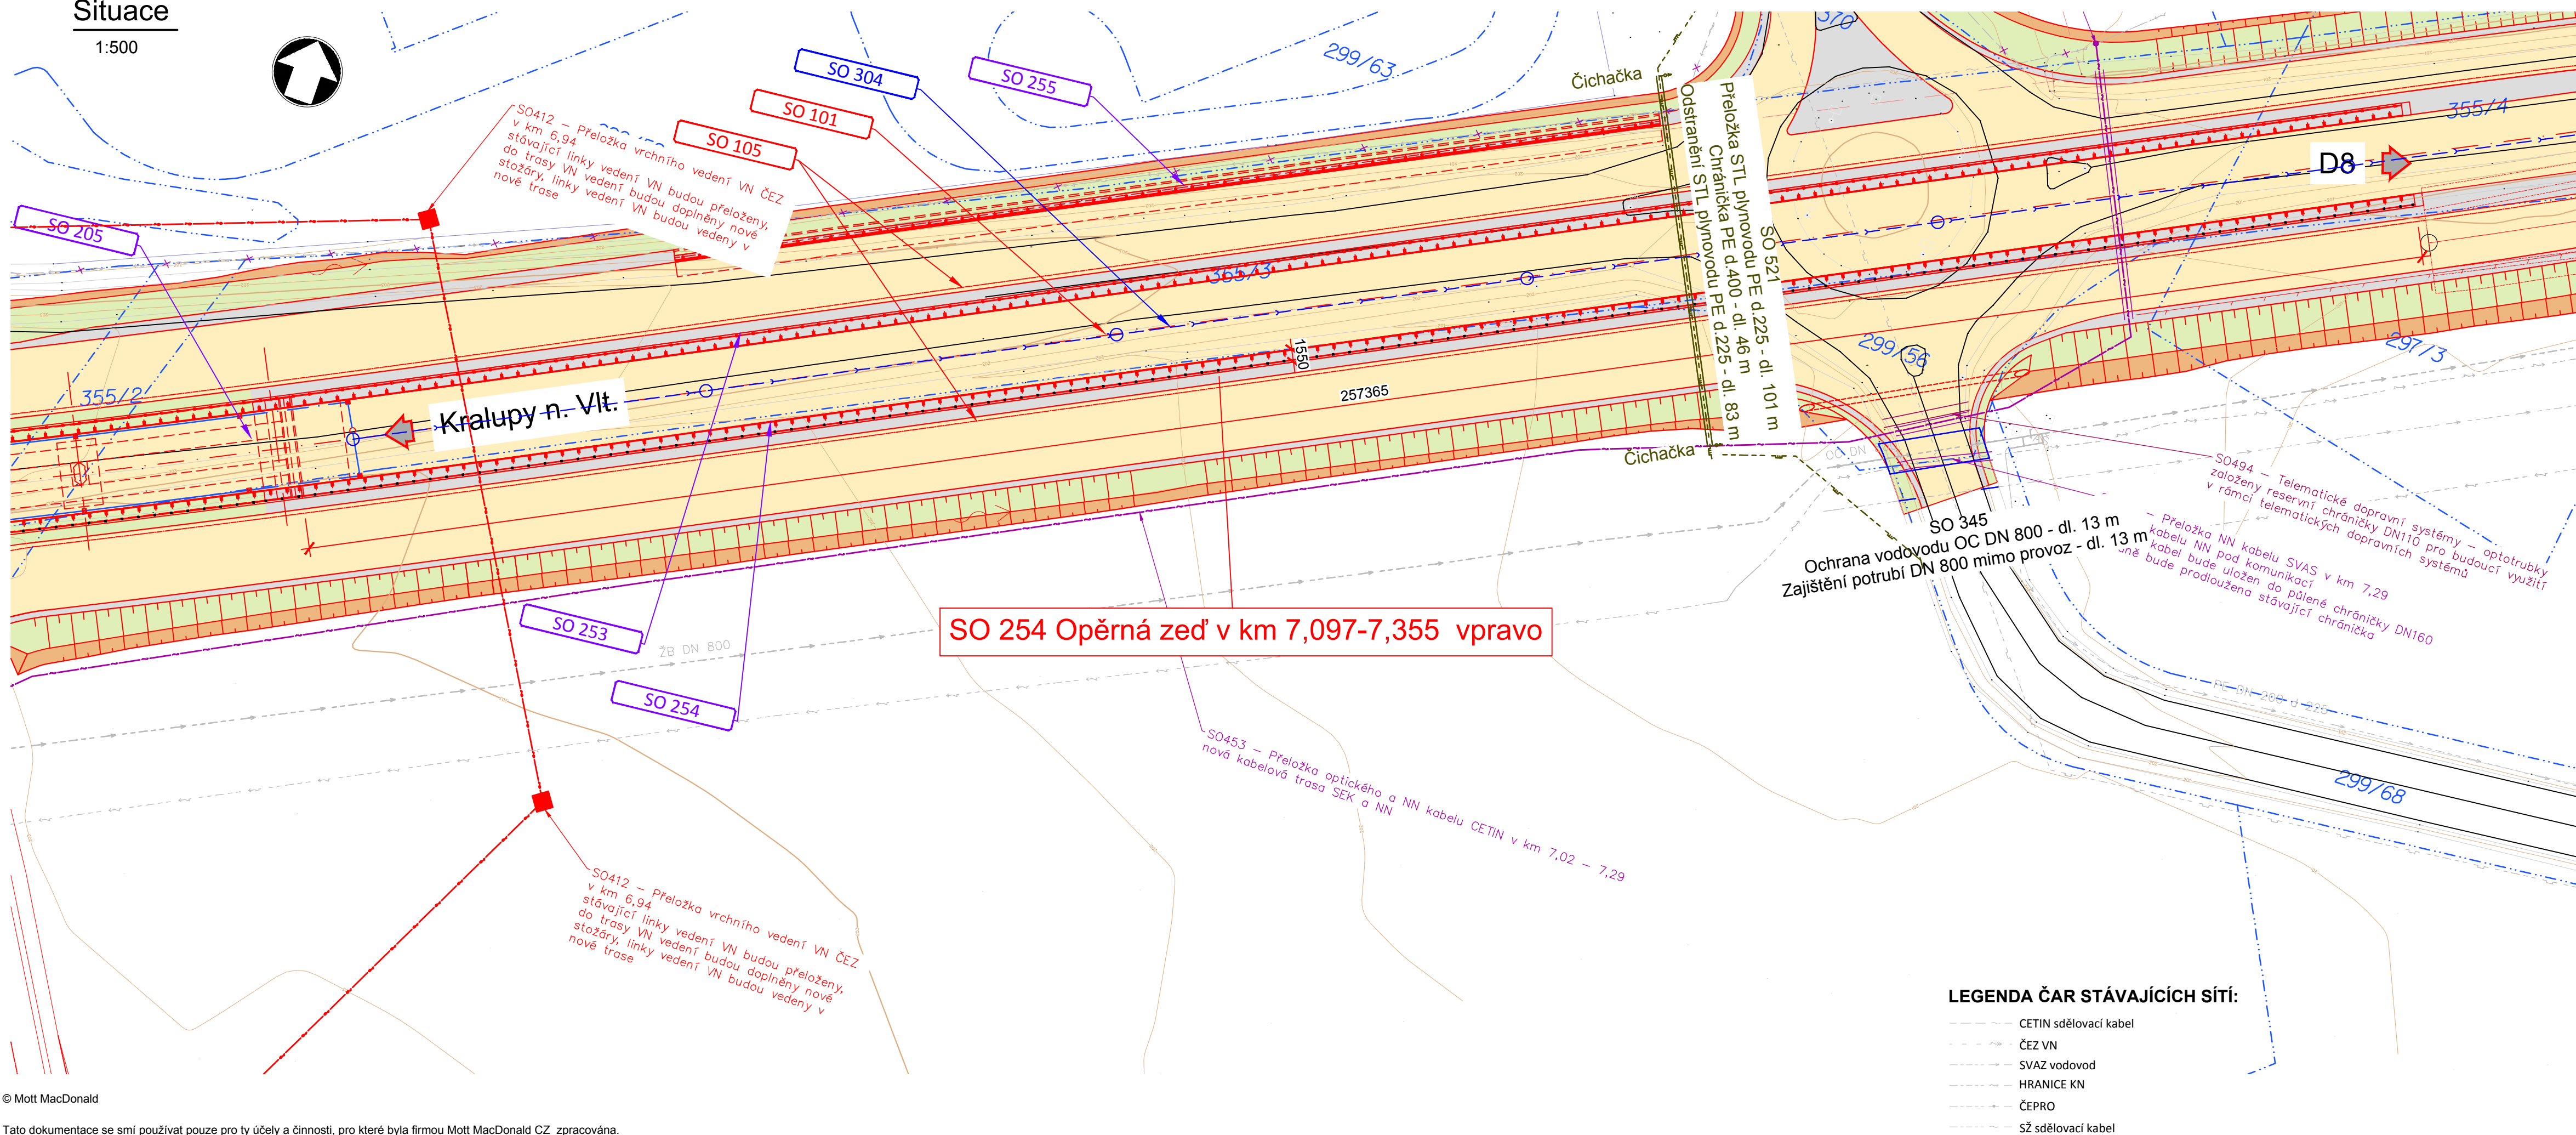 Situace
1:500
SO 304
SO 255
299/63
370
Čichačka
SO 101
SO 105
SO412 – Přeložka vrchního vedení VN ČEZ
v km 6,94
stávající linky vedení VN budou přeloženy,
do trasy VN vedení budou doplněny nové
stožáry, linky vedení VN budou vedeny v
nové trase
SO 205
355/4
D8
365/3
SO 521
Přeložka STL plynovodu PE d.225 - dl. 101 m
Chránička PE d.400 - dl. 46 m
Odstranění STL plynovodu PE d.225 - dl. 83 m
355/2
Kralupy n. Vlt.
1550
257365
299/56
297/3
Čichačka
OC DN
SO494 – Telematické dopravní systémy – optotrubky
založeny reservní chráničky DN110 pro budoucí využití
v rámci telematických dopravních systémů
SO 345
Ochrana vodovodu OC DN 800 - dl. 13 m
Zajištění potrubí DN 800 mimo provoz - dl. 13 m
– Přeložka NN kabelu SVAS v km 7,29
kabelu NN pod komunikací
kabel bude uložen do půlené chráničky DN160
bude prodloužena stávající chránička
SO 253
SO 254 Opěrná zeď v km 7,097-7,355 vpravo
ŽB DN 800
SO 254
PE DN 200 d 225
SO453 – Přeložka optického a NN kabelu CETIN v km 7,02 – 7,29
nová kabelová trasa SEK a NN
299/68
SO412 – Přeložka vrchního vedení VN ČEZ
v km 6,94
stávající linky vedení VN budou přeloženy,
do trasy VN vedení budou doplněny nové
stožáry, linky vedení VN budou vedeny v
nové trase
LEGENDA ČAR STÁVAJÍCÍCH SÍTÍ:
CETIN sdělovací kabel
ČEZ VN
SVAZ vodovod
HRANICE KN
ČEPRO
SŽ sdělovací kabel
© Mott MacDonald
Tato dokumentace se smí používat pouze pro ty účely a činnosti, pro které byla firmou Mott MacDonald CZ zpracována.